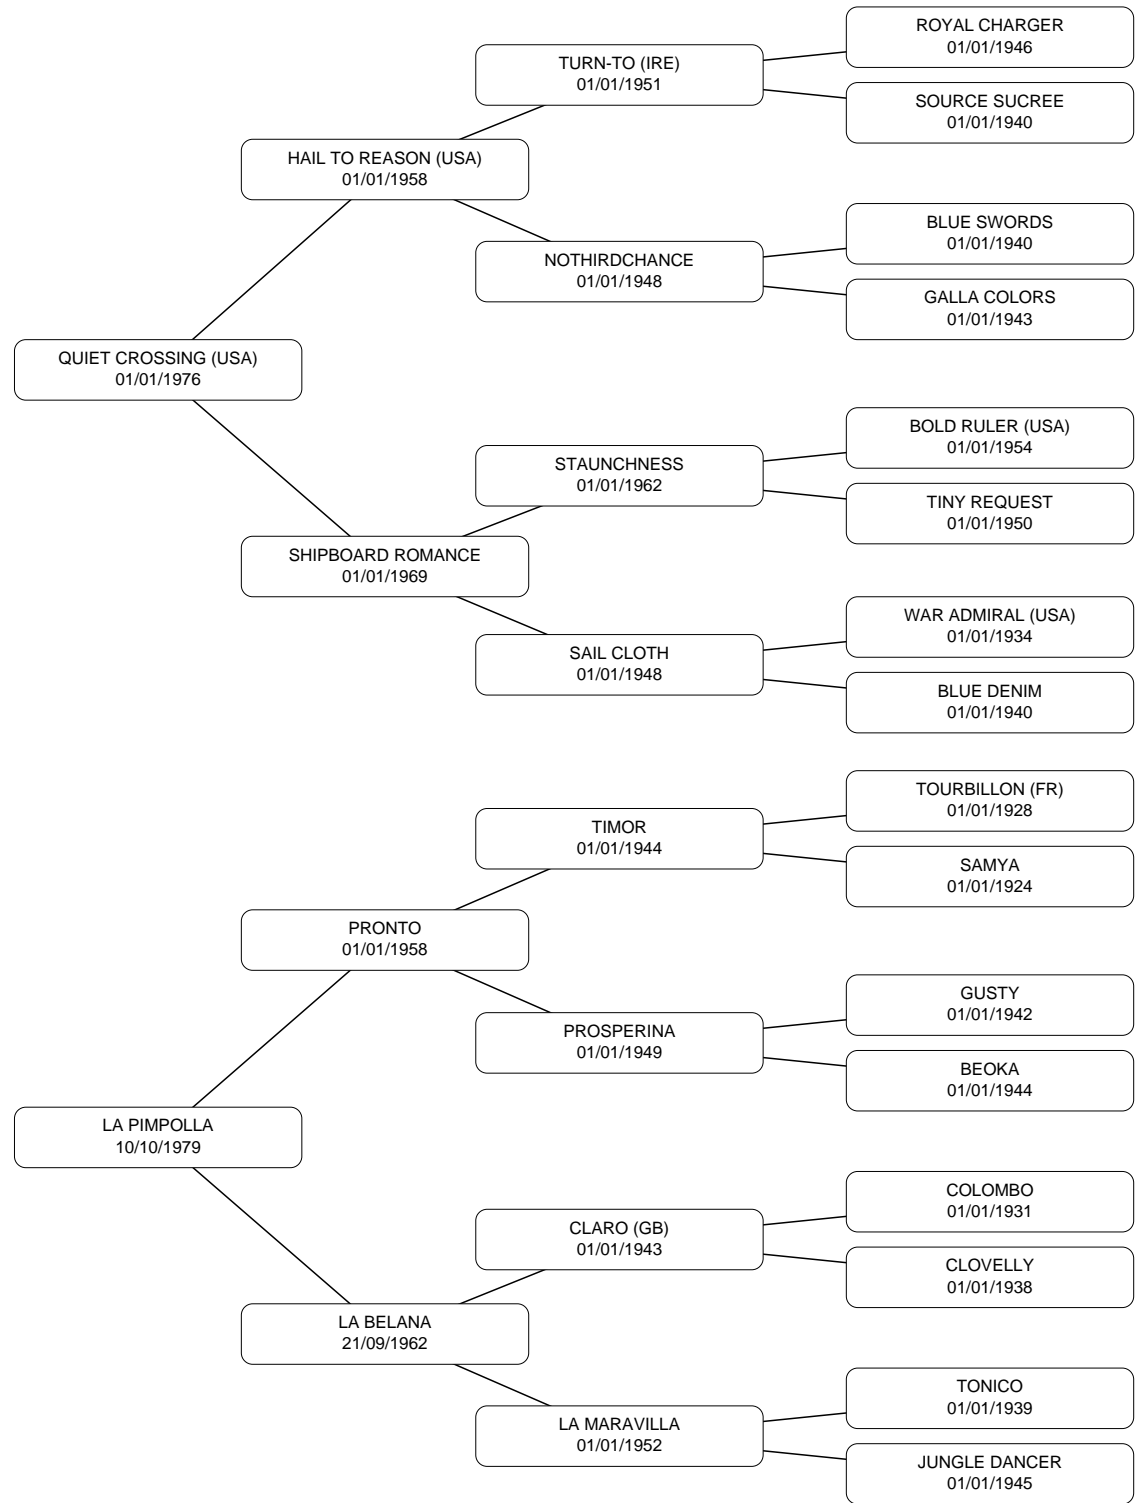 ROYAL CHARGER
01/01/1946
TURN-TO (IRE)
01/01/1951
SOURCE SUCREE
01/01/1940
HAIL TO REASON (USA)
01/01/1958
BLUE SWORDS
01/01/1940
NOTHIRDCHANCE
01/01/1948
GALLA COLORS
01/01/1943
QUIET CROSSING (USA)
01/01/1976
BOLD RULER (USA)
01/01/1954
STAUNCHNESS
01/01/1962
TINY REQUEST
01/01/1950
SHIPBOARD ROMANCE
01/01/1969
WAR ADMIRAL (USA)
01/01/1934
SAIL CLOTH
01/01/1948
BLUE DENIM
01/01/1940
TOURBILLON (FR)
01/01/1928
TIMOR
01/01/1944
SAMYA
01/01/1924
PRONTO
01/01/1958
GUSTY
01/01/1942
PROSPERINA
01/01/1949
BEOKA
01/01/1944
LA PIMPOLLA
10/10/1979
COLOMBO
01/01/1931
CLARO (GB)
01/01/1943
CLOVELLY
01/01/1938
LA BELANA
21/09/1962
TONICO
01/01/1939
LA MARAVILLA
01/01/1952
JUNGLE DANCER
01/01/1945